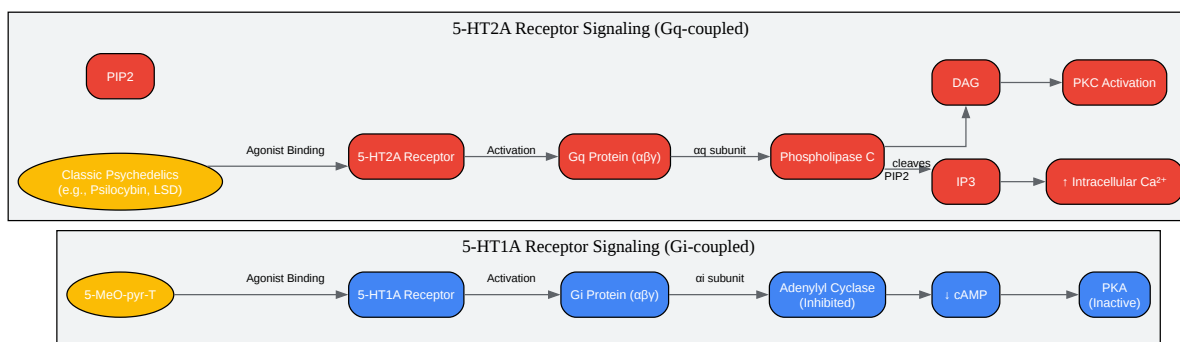 5-HT2A Receptor Signaling (Gq-coupled)
PIP2
DAG
PKC Activation
Classic Psychedelics
(e.g., Psilocybin, LSD)
Agonist Binding
5-HT2A Receptor
Activation
Gq Protein (αβγ)
αq subunit
Phospholipase C
cleaves
PIP2
IP3
↑ Intracellular Ca²⁺
5-HT1A Receptor Signaling (Gi-coupled)
5-MeO-pyr-T
Agonist Binding
5-HT1A Receptor
Activation
Gi Protein (αβγ)
αi subunit
Adenylyl Cyclase
(Inhibited)
↓ cAMP
PKA
(Inactive)